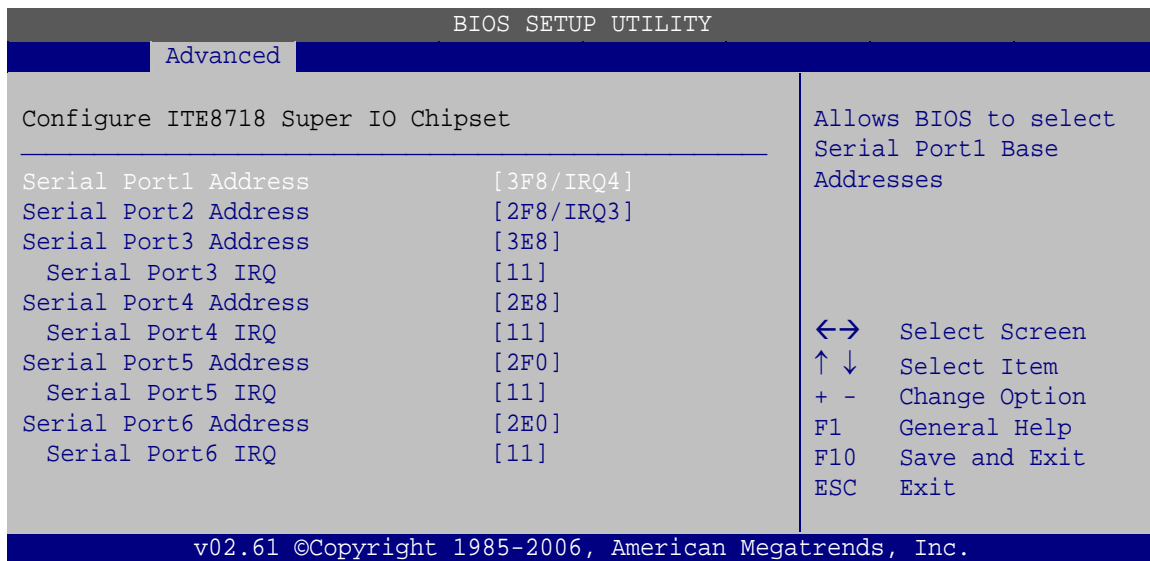 BIOS SETUP UTILITY
Advanced
Configure ITE8718 Super IO Chipset
Serial Port1 Address [3F8/IRQ4]
Serial Port2 Address [2F8/IRQ3]
Serial Port3 Address [3E8]
Serial Port3 IRQ [11]
Serial Port4 Address [2E8]
Serial Port4 IRQ [11]
Serial Port5 Address [2F0]
Serial Port5 IRQ [11]
Serial Port6 Address [2E0]
Serial Port6 IRQ [11]
Allows BIOS to select
Serial Port1 Base
Addresses
←→ Select Screen
↑ ↓ Select Item
+ - Change Option
F1 General Help
F10 Save and Exit
ESC Exit
v02.61 ©Copyright 1985-2006, American Megatrends, Inc.